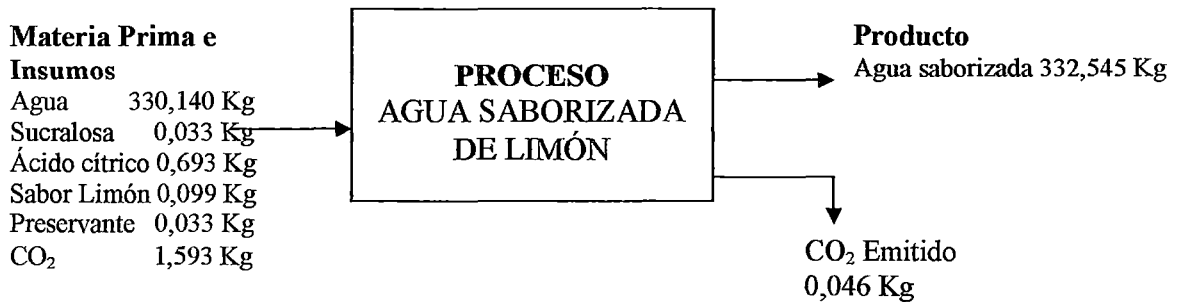 Materia Prima e
Insumos
Agua 330,140 Kg
Sucralosa 0,033 Kg
Ácido cítrico 0,693 Kg
Sabor Limón 0,099 Kg
Preservante 0,033 Kg
CO₂ 1,593 Kg
PROCESO
AGUA SABORIZADA
DE LIMÓN
Producto
Agua saborizada 332,545 Kg
CO₂ Emitido
0,046 Kg